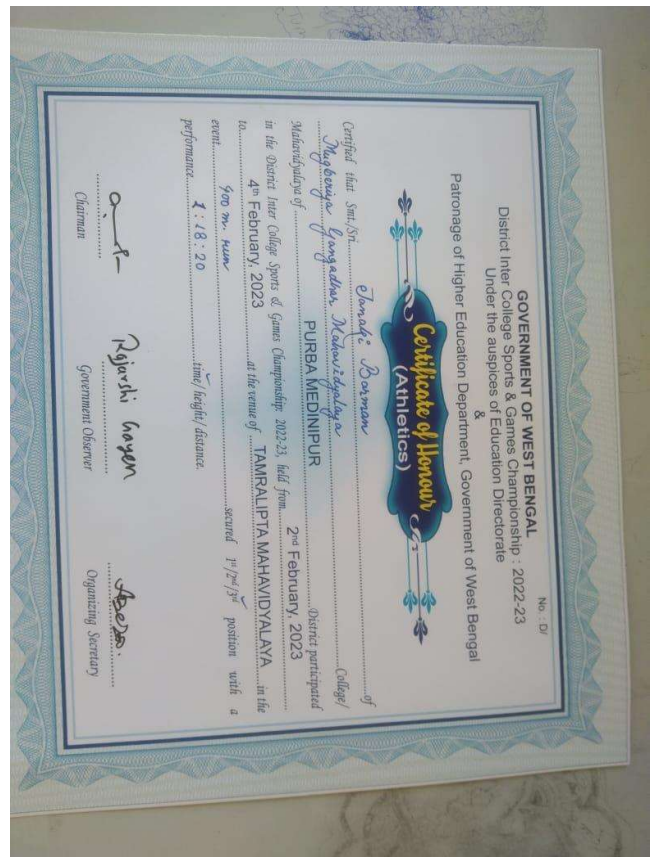 No. : D/
GOVERNMENT OF WEST BENGAL
District Inter College Sports & Games Championship : 2022-23
Under the auspices of Education Directorate
&
Patronage of Higher Education Department, Government of West Bengal
Certificate of Honour
(Athletics)
Certified that Smt./Sri. Janaki Barman of
Mugberiya Gangadhar Mahavidyalaya College/
Mahavidyalaya of PURBA MEDINIPUR District participated
in the District Inter College Sports & Games Championship: 2022-23, held from 2nd February, 2023
to 4th February, 2023 at the venue of TAMRALIPTA MAHAVIDYALAYA in the
event 400 m. run secured 1st/2nd/3rd position with a
performance 1:18:20 time/ height/ distance.
Rajarshi Gayen
Chairman Government Observer Organizing Secretary